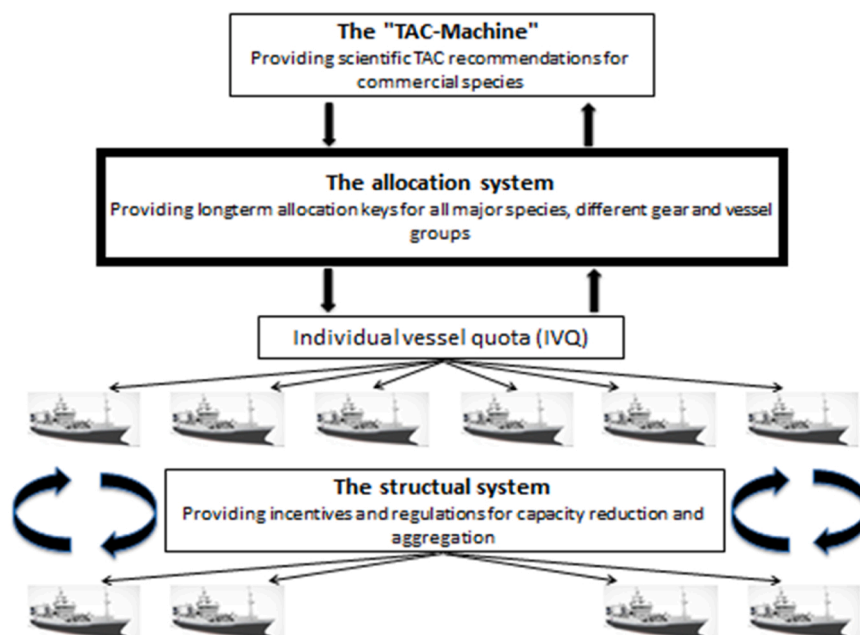 The "TAC-Machine"
Providing scientific TAC recommendations for
commercial species
The allocation system
Providing longterm allocation keys for all major species, different gear and vessel
groups
Individual vessel quota (IVQ)
The structual system
Providing incentives and regulations for capacity reduction and
aggregation